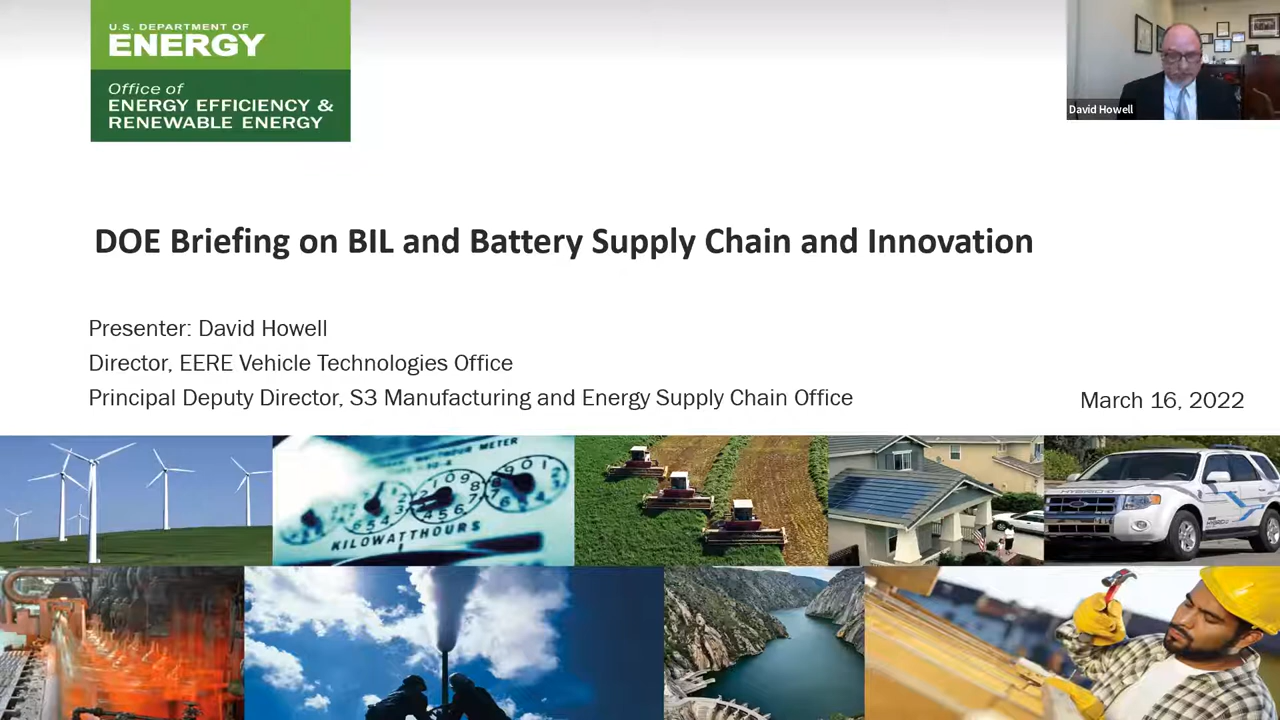 U.S. DEPARTMENT OF
ENERGY
Office of
ENERGY EFFICIENCY &
RENEWABLE ENERGY
David Howell
DOE Briefing on BIL and Battery Supply Chain and Innovation
Presenter: David Howell
Director, EERE Vehicle Technologies Office
Principal Deputy Director, S3 Manufacturing and Energy Supply Chain Office
March 16, 2022
KILOWATTHOURS
HYBRID